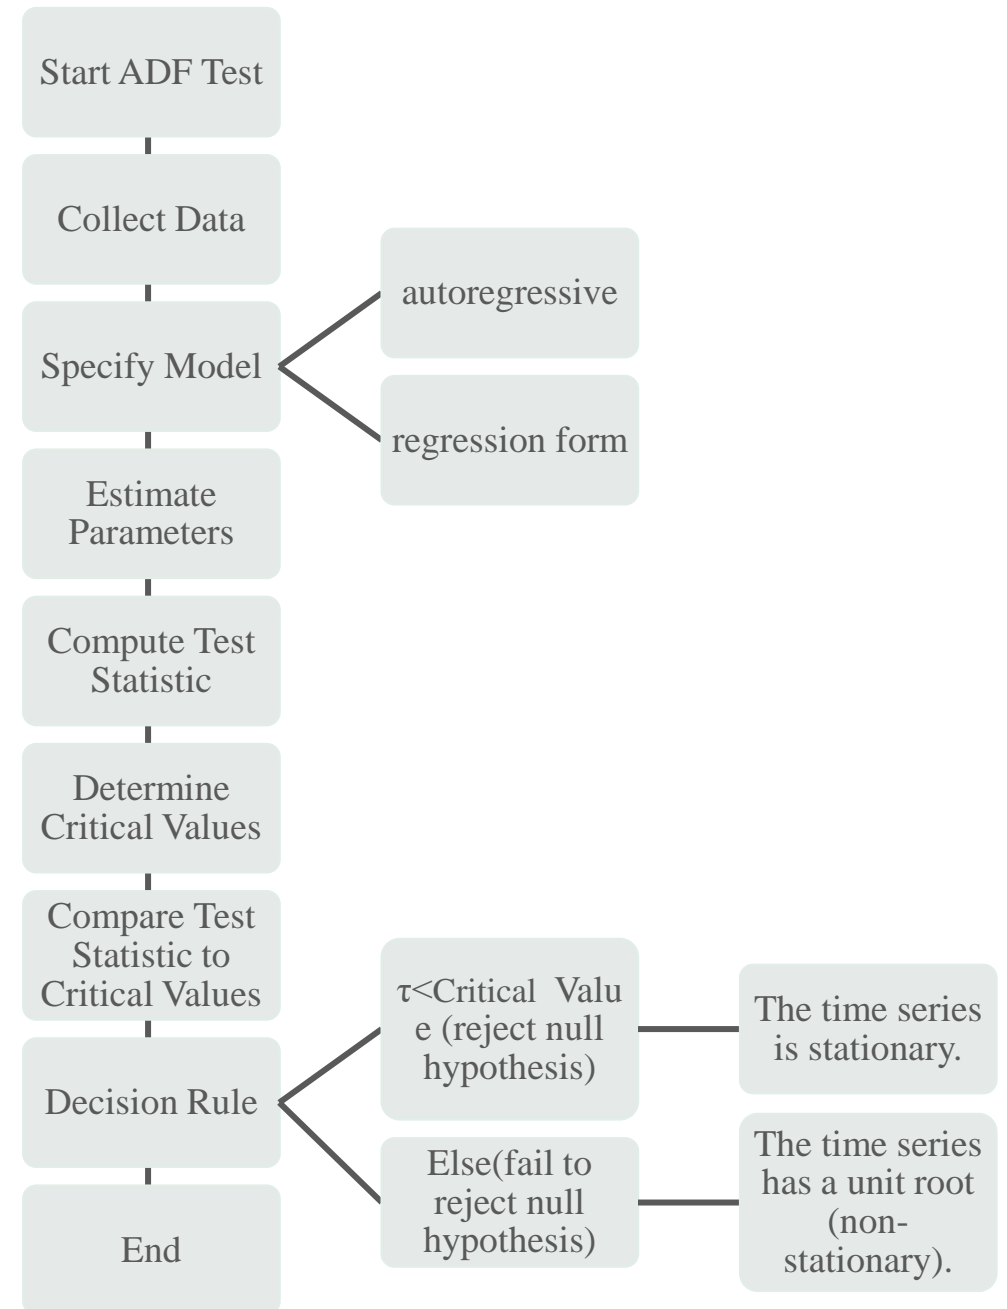 Start ADF Test
Collect Data
Specify Model
autoregressive
regression form
Estimate
Parameters
Compute Test
Statistic
Determine
Critical Values
Compare Test
Statistic to
Critical Values
Decision Rule
τ<Critical Valu
e (reject null
hypothesis)
The time series
is stationary.
Else(fail to
reject null
hypothesis)
The time series
has a unit root
(non-
stationary).
End